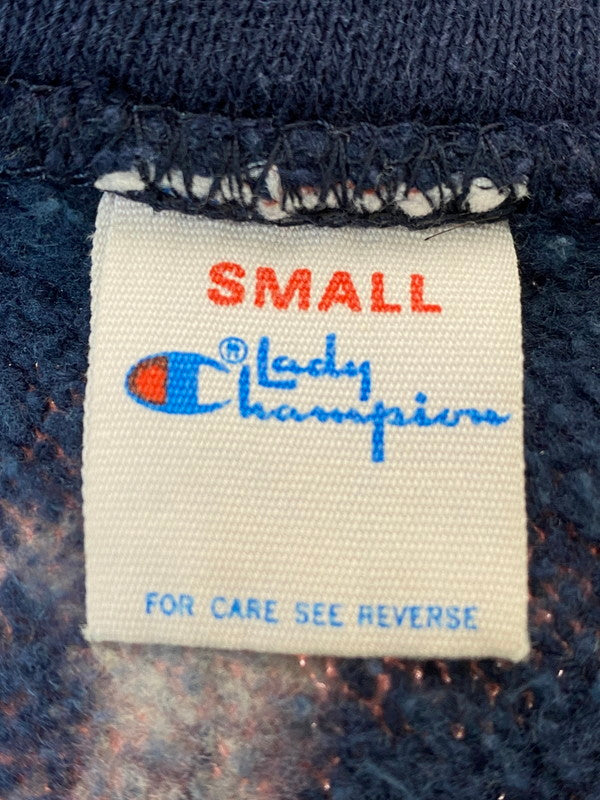 SMALL
® Lady
Champion
FOR CARE SEE REVERSE